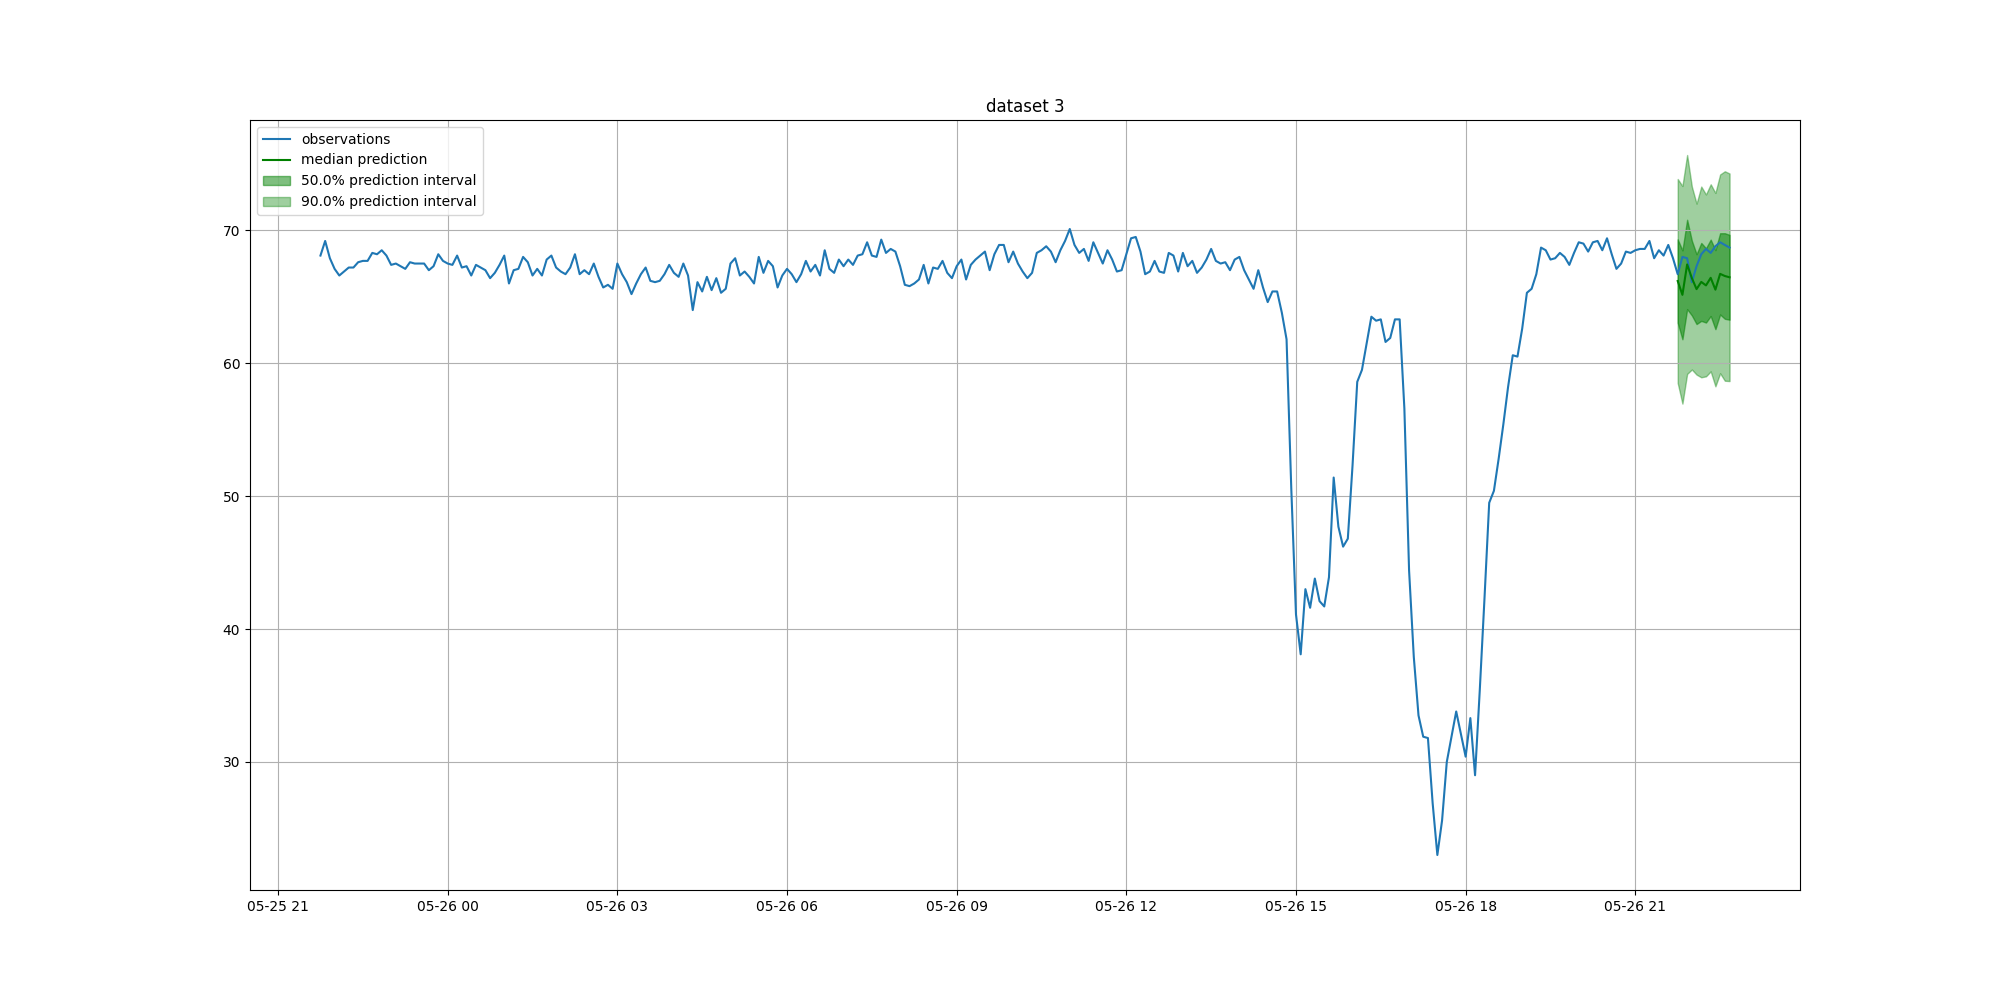 dataset 3
observations
median prediction
50.0% prediction interval
90.0% prediction interval
70
60
50
40
30
05-25 21
05-26 00
05-26 03
05-26 06
05-26 09
05-26 12
05-26 15
05-26 18
05-26 21